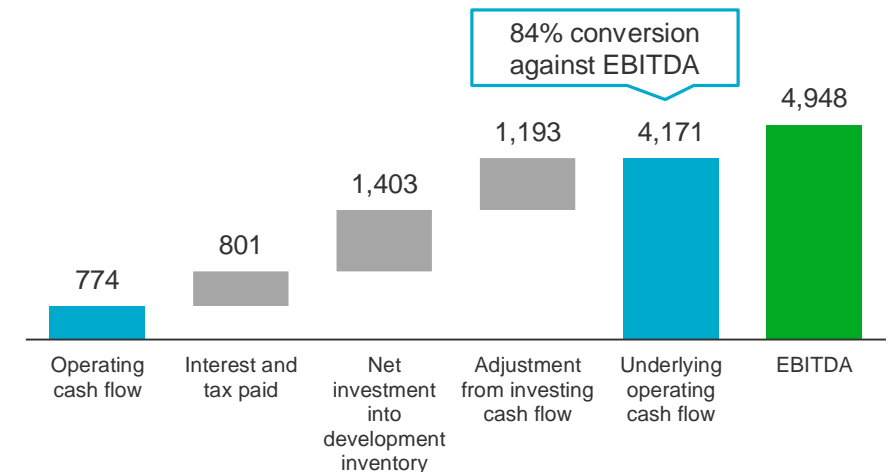 84% conversion
against EBITDA
4,948
1,193
4,171
1,403
801
774
Operating
cash flow
Interest and
tax paid
Net
investment
into
development
inventory
Adjustment
from investing
cash flow
Underlying
operating
cash flow
EBITDA